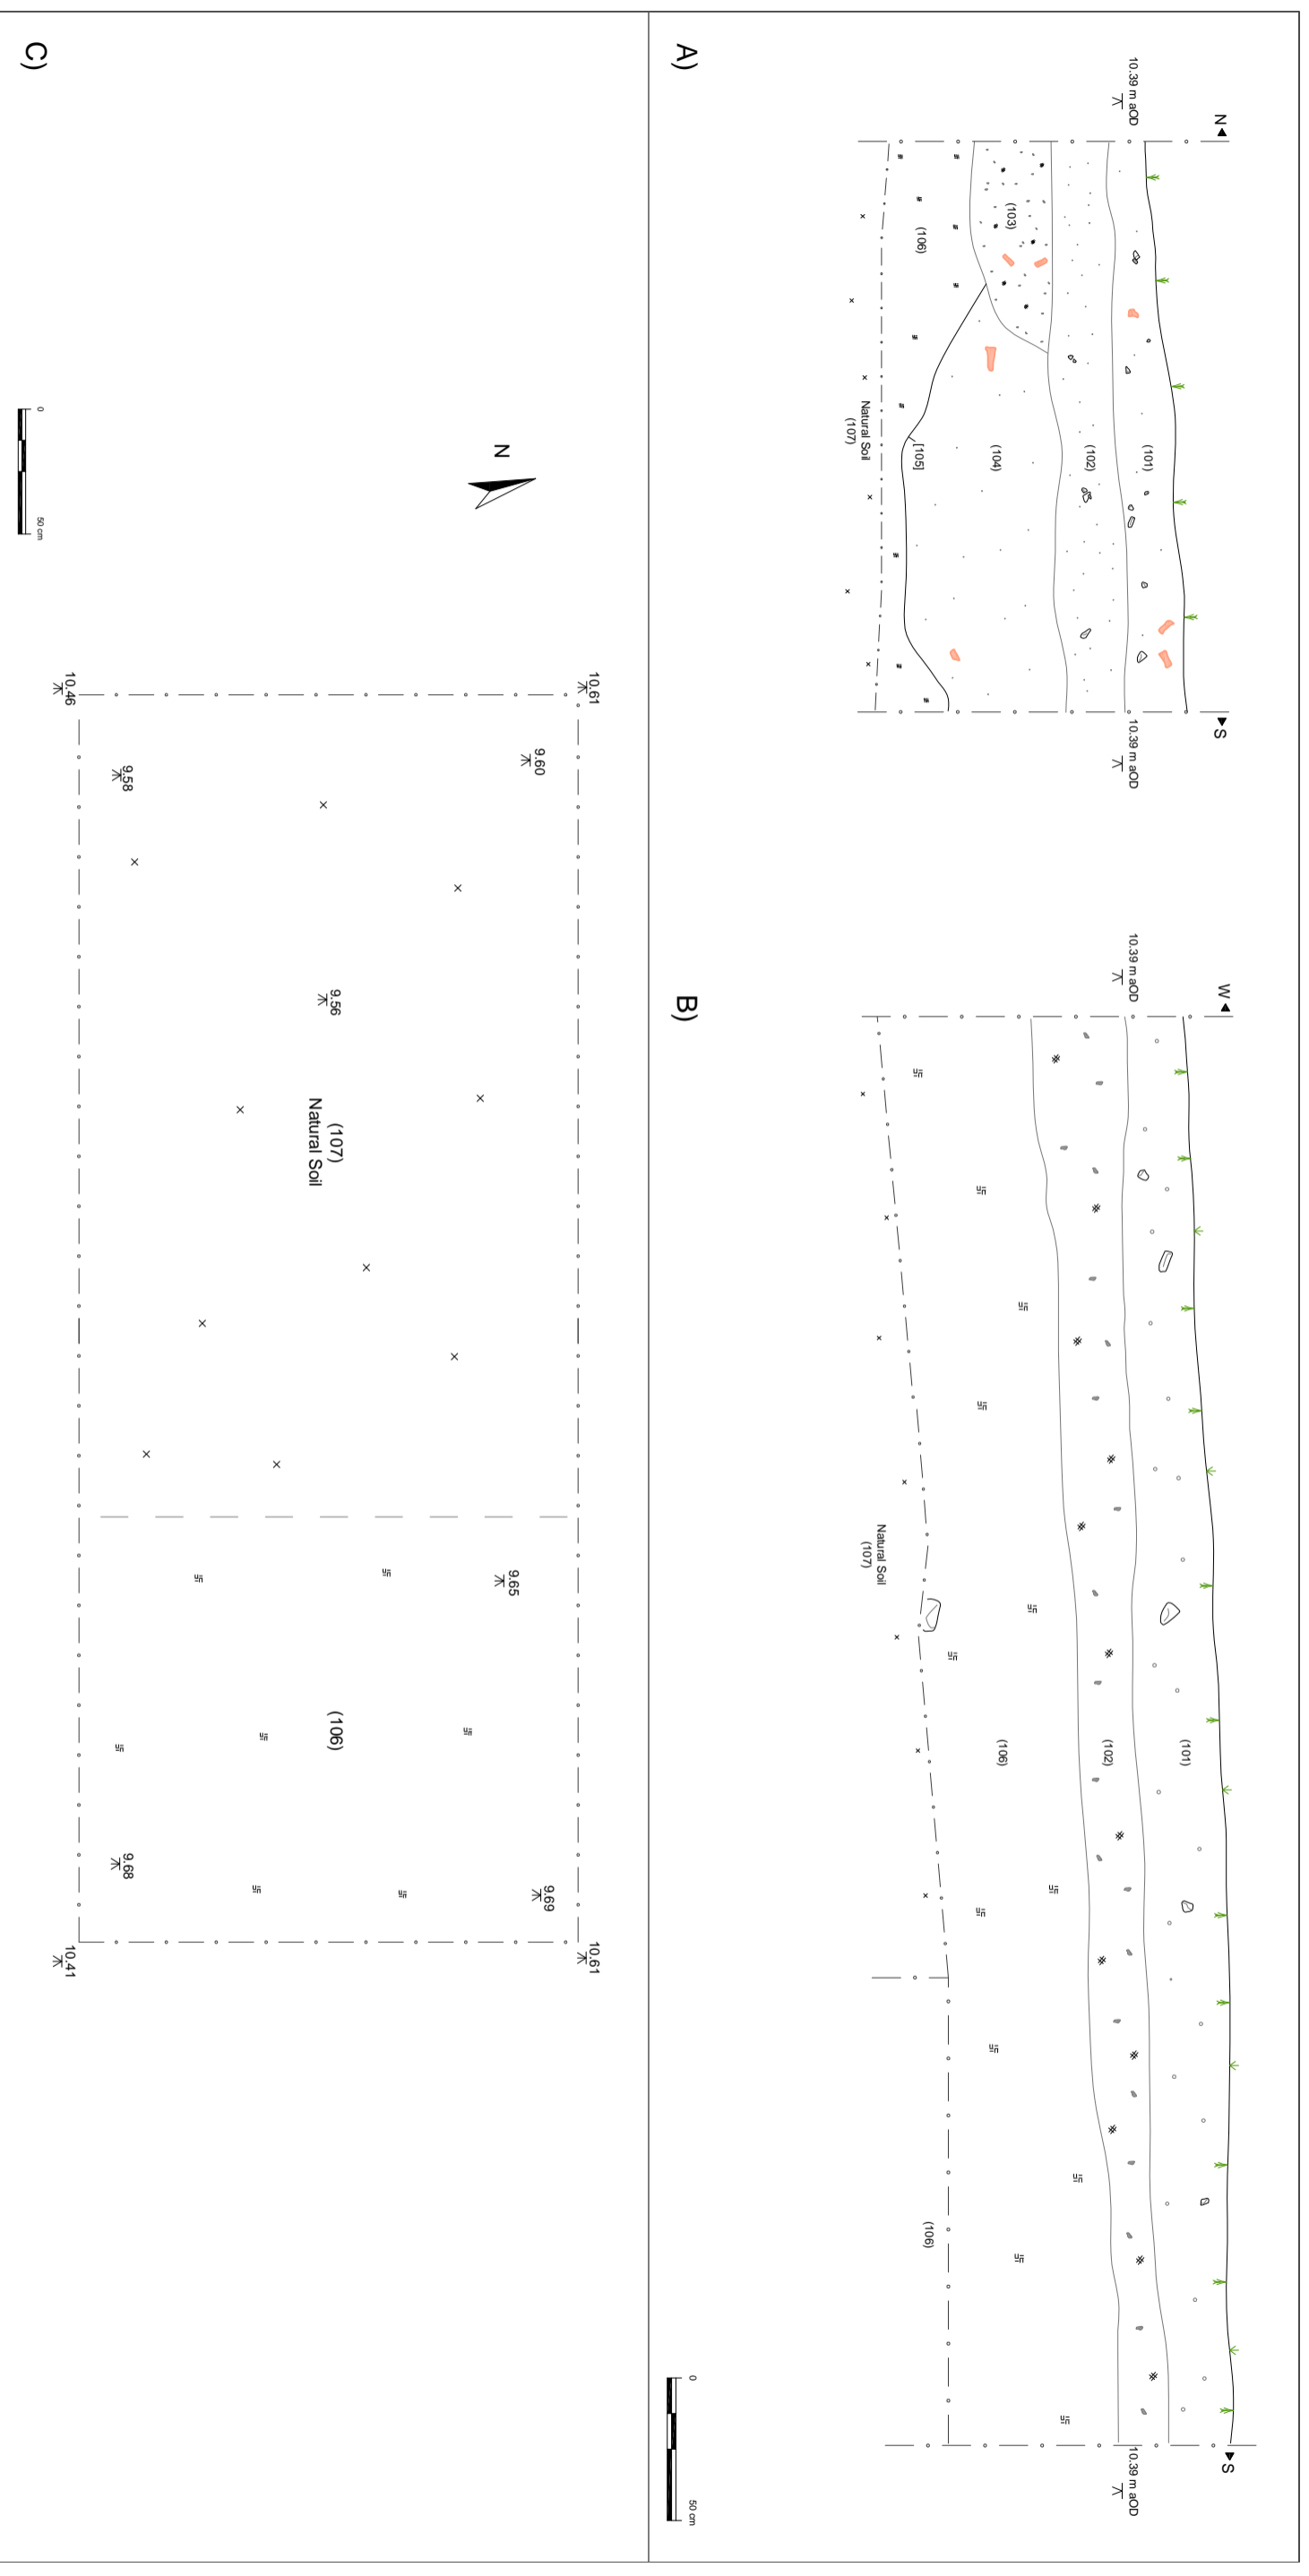 A)
10.39 m aOD
N
(103)
(106)
(101)
(102)
(104)
[105]
Natural Soil
(107)
S
10.39 m aOD
B)
10.39 m aOD
W
Natural Soil
(107)
(101)
(102)
(106)
(106)
S
10.39 m aOD
0
50 cm
C)
N
0
50 cm
10.61
10.46
9.60
9.58
9.56
(107)
Natural Soil
9.65
(106)
9.68
9.69
10.61
10.41